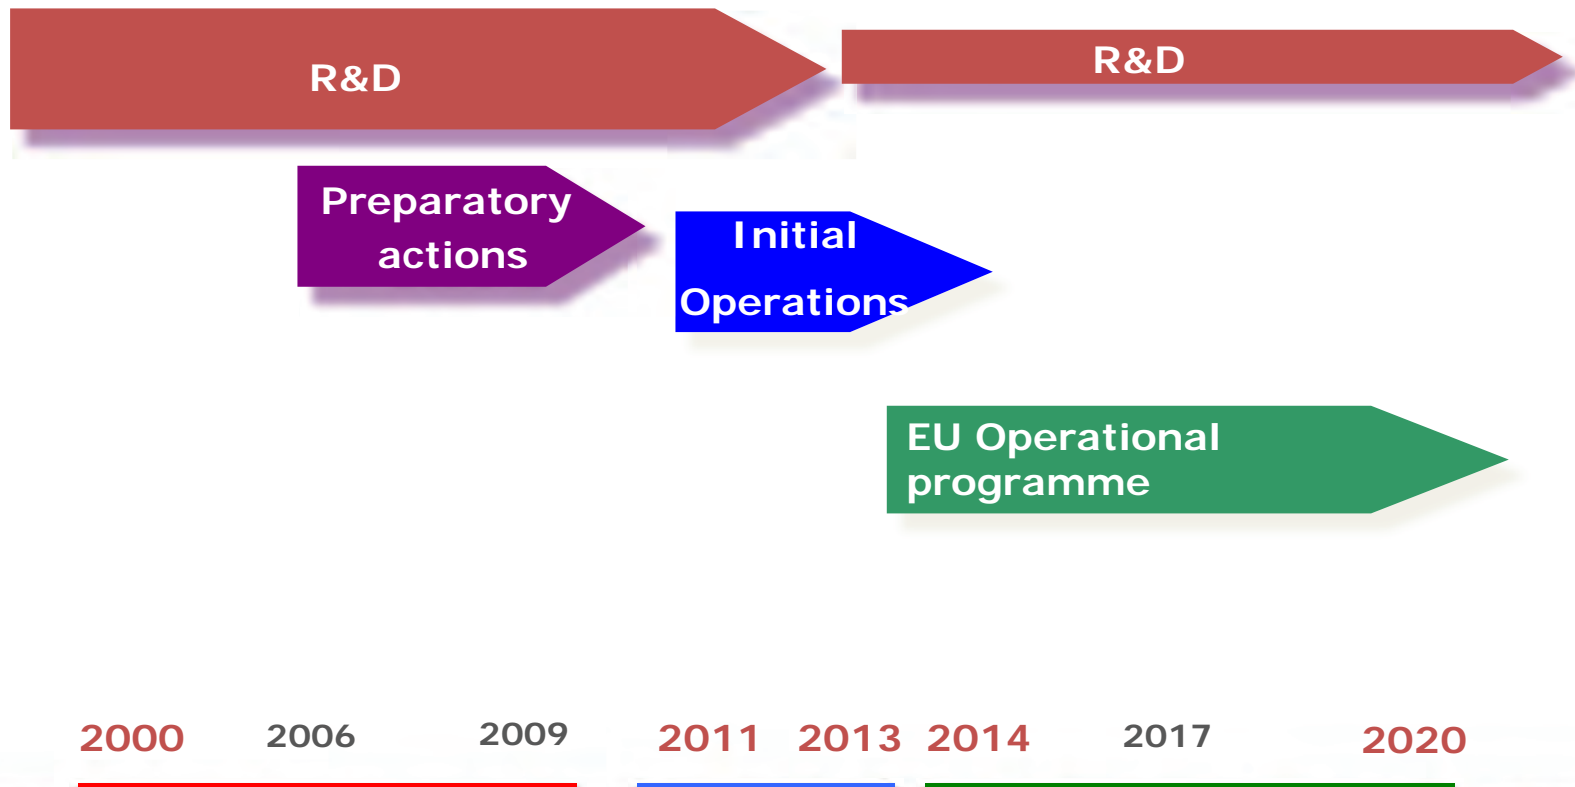 R&D
R&D
Preparatory
actions
Initial
Operations
EU Operational
programme
2000 2006 2009 2011 2013 2014 2017 2020